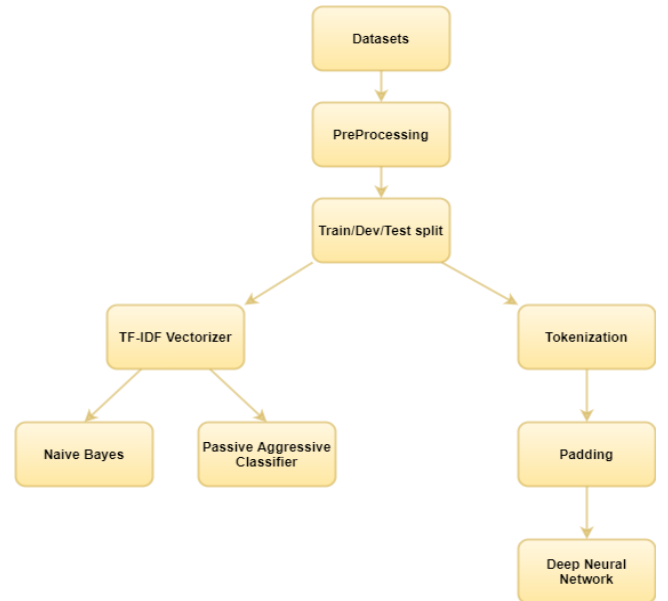 Datasets
PreProcessing
Train/Dev/Test split
TF-IDF Vectorizer
Tokenization
Naive Bayes
Passive Aggressive
Classifier
Padding
Deep Neural
Network